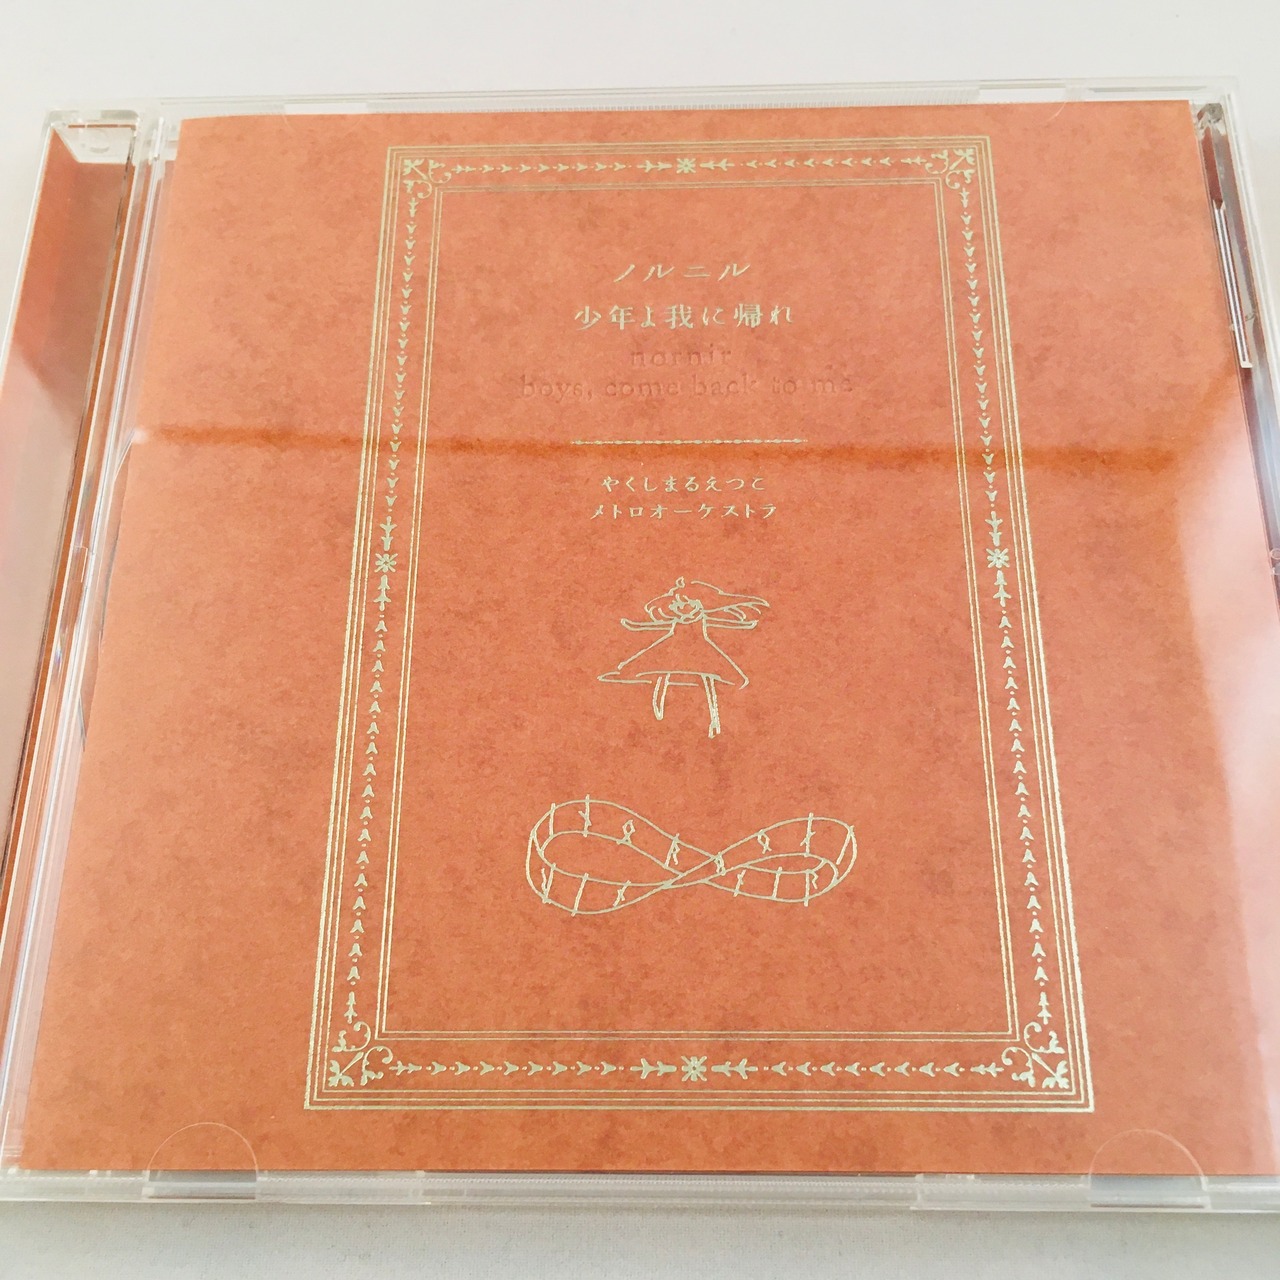 ノルニル
少年よ我に帰れ
nornir
boys, come back to me
やくしまるえつこ
メトロオーケストラ